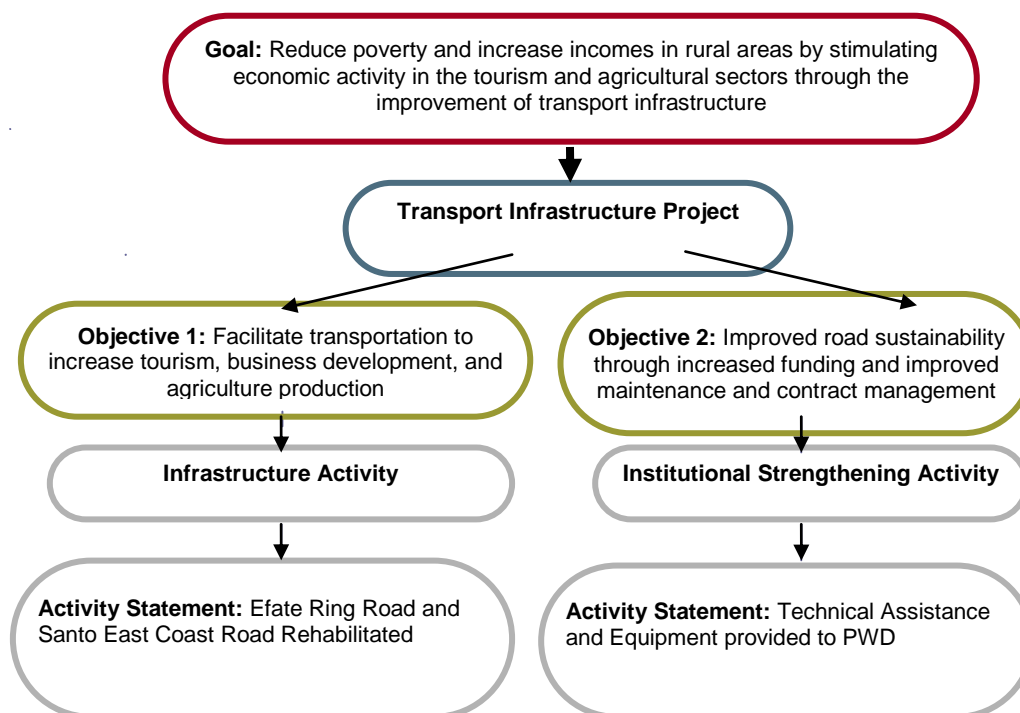 Goal: Reduce poverty and increase incomes in rural areas by stimulating
economic activity in the tourism and agricultural sectors through the
improvement of transport infrastructure
Transport Infrastructure Project
Objective 1: Facilitate transportation to
increase tourism, business development, and
agriculture production
Objective 2: Improved road sustainability
through increased funding and improved
maintenance and contract management
Infrastructure Activity
Institutional Strengthening Activity
Activity Statement: Efate Ring Road and
Santo East Coast Road Rehabilitated
Activity Statement: Technical Assistance
and Equipment provided to PWD